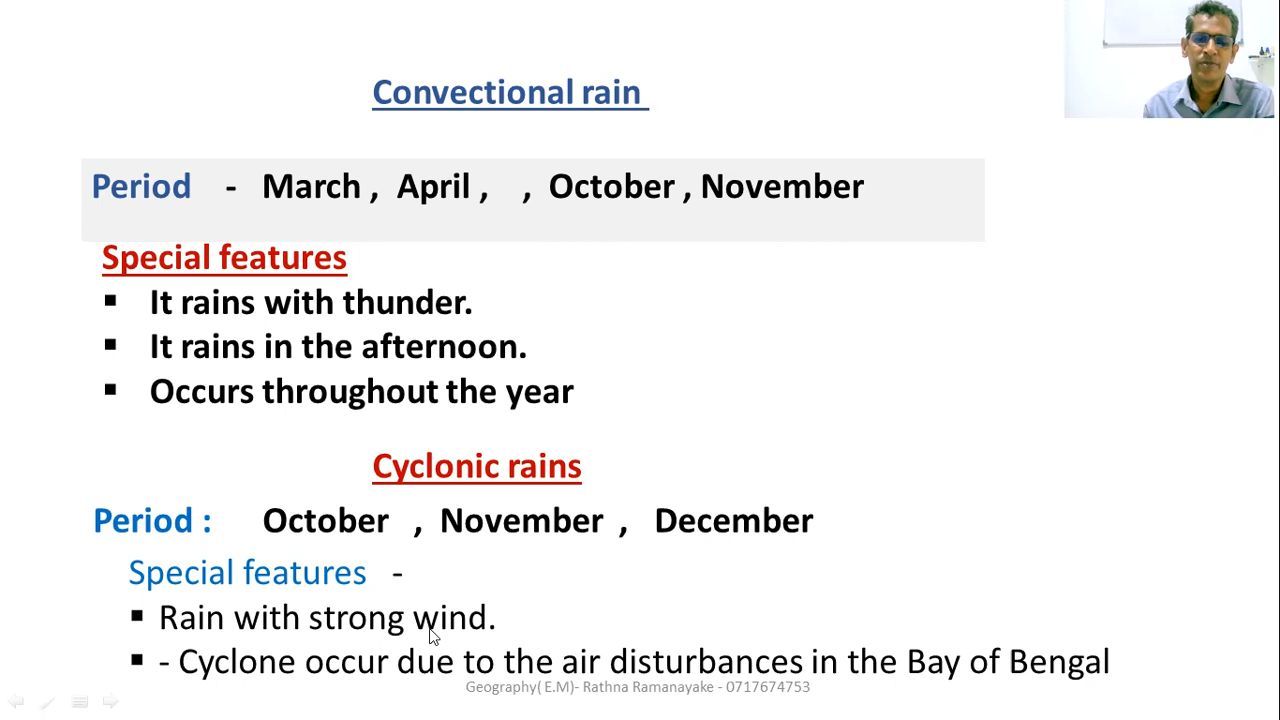 Convectional rain
Period - March , April , , October , November
Special features
▪ It rains with thunder.
▪ It rains in the afternoon.
▪ Occurs throughout the year
Cyclonic rains
Period : October , November , December
Special features -
▪ Rain with strong wind.
▪ - Cyclone occur due to the air disturbances in the Bay of Bengal
Geography( E.M)- Rathna Ramanayake - 0717674753